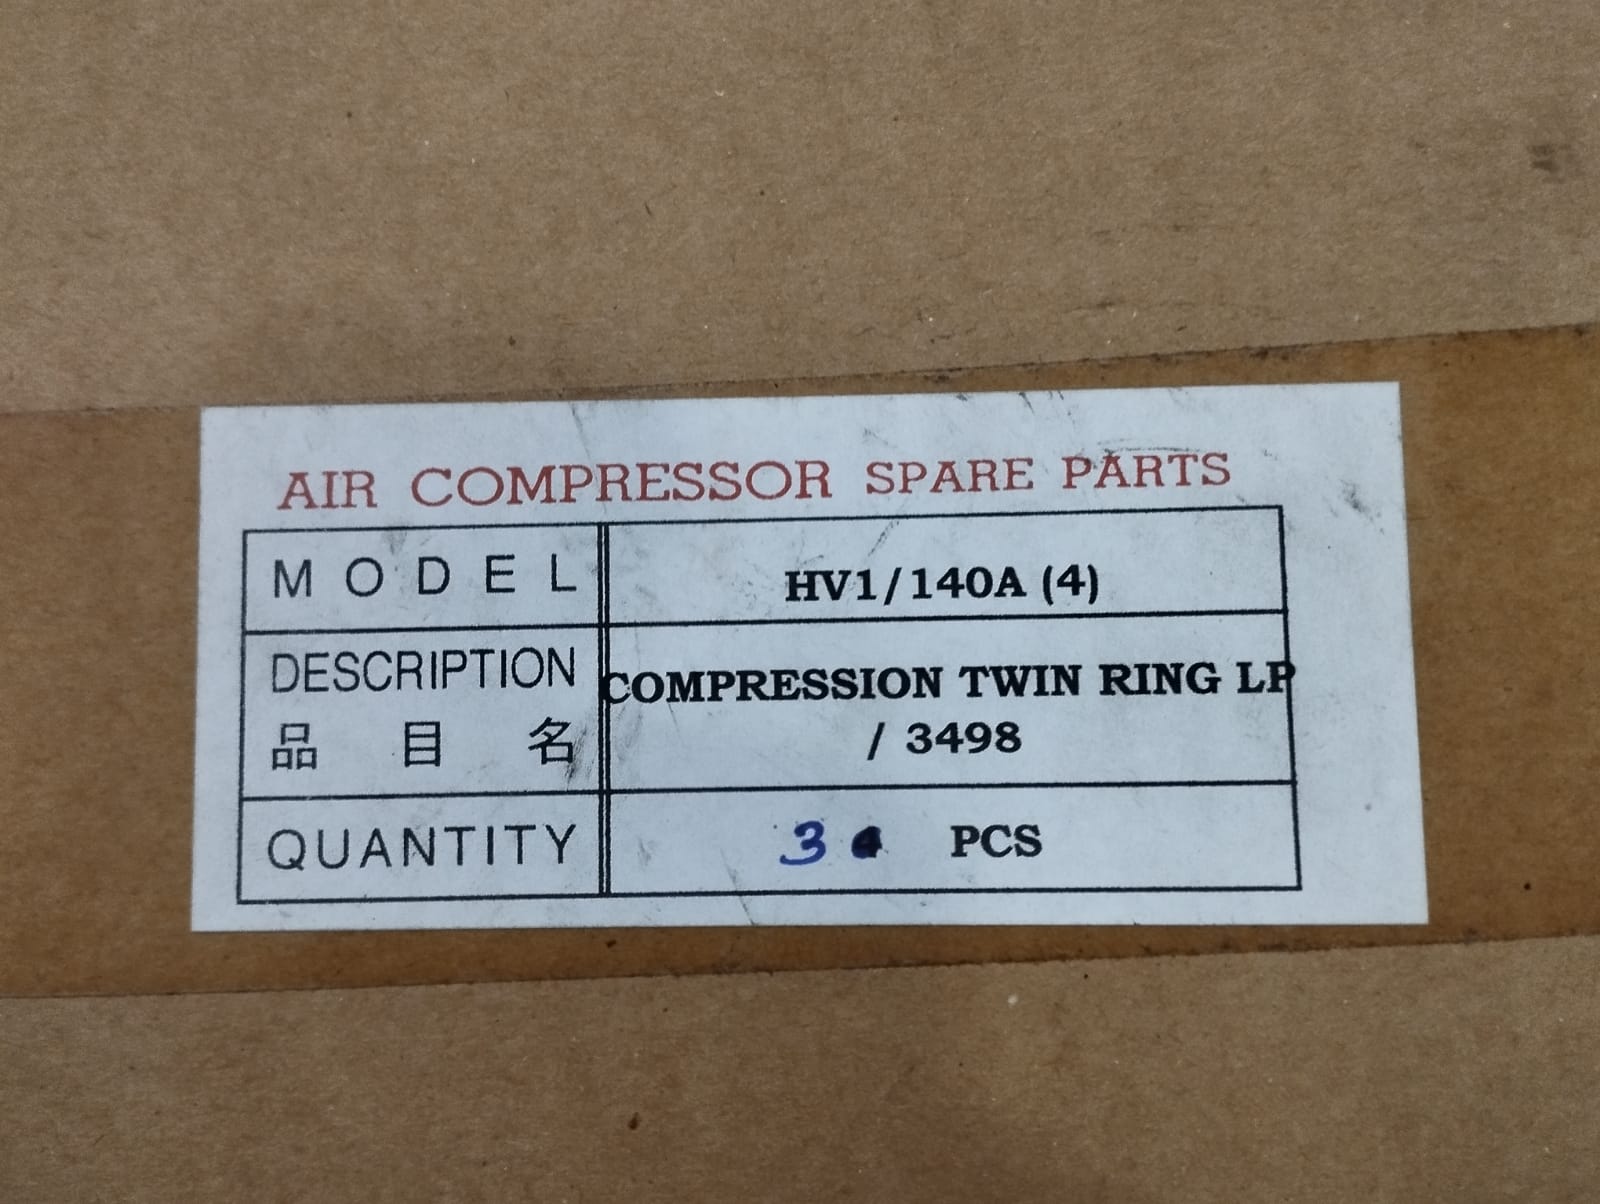 AIR COMPRESSOR SPARE PARTS
MODEL HV1/140A (4)
DESCRIPTION COMPRESSION TWIN RING LP
品目名 / 3498
QUANTITY 3 PCS